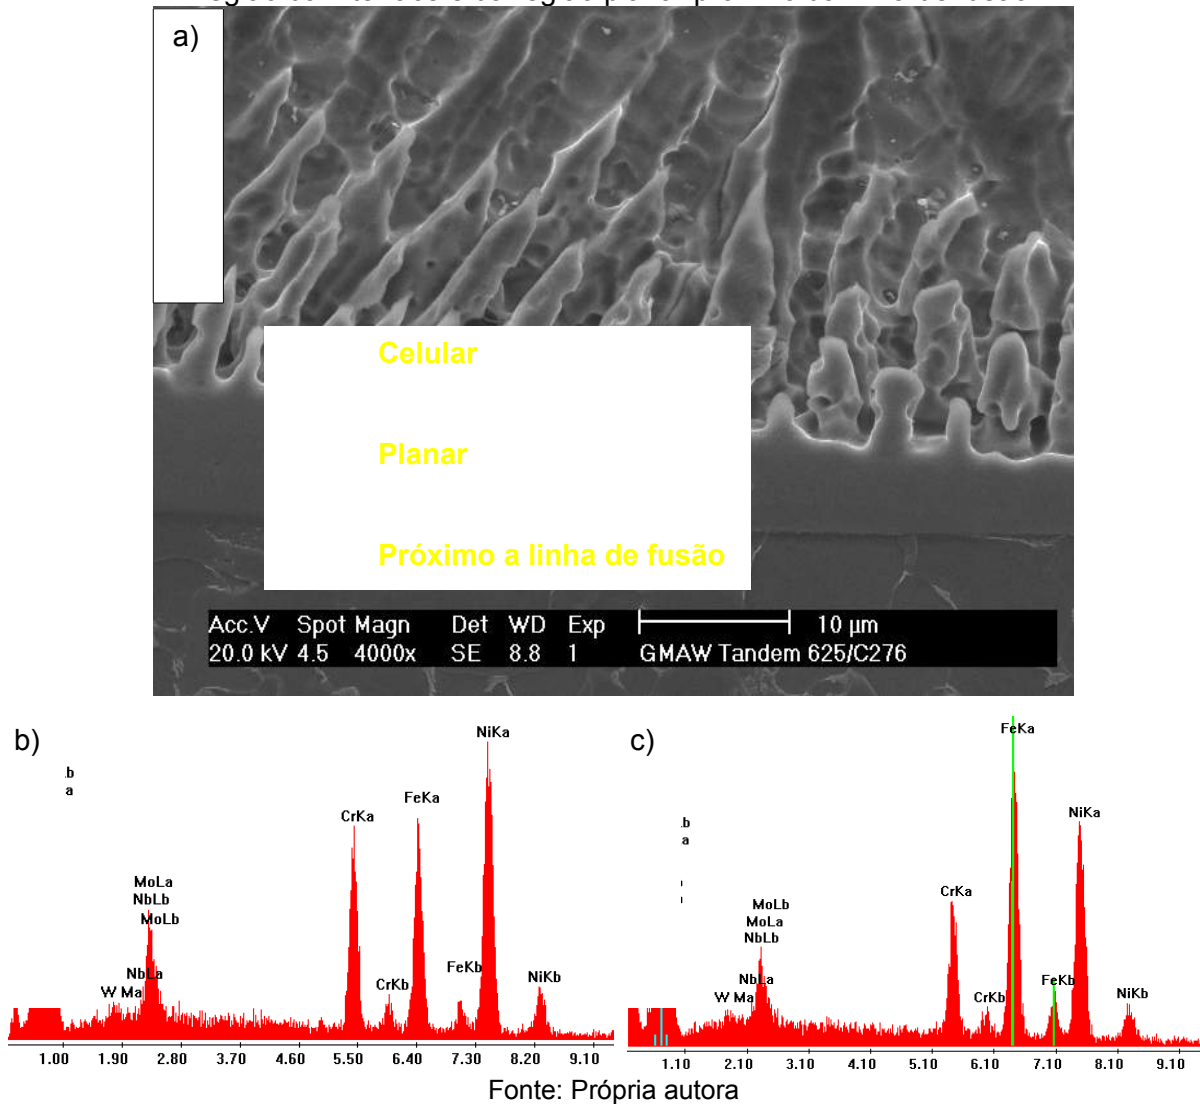 a)
Celular
Planar
Próximo a linha de fusão
Acc.V Spot Magn Det WD Exp 10 µm
20.0 kV 4.5 4000x SE 8.8 1 GMAW Tandem 625/C276
b)
.b
a
NiKa
FeKa
CrKa
MoLa
NbLb
MoLb
NbLa
W Ma
CrKb
FeKb
NiKb
1.00 1.90 2.80 3.70 4.60 5.50 6.40 7.30 8.20 9.10
c)
.b
a
FeKa
NiKa
CrKa
MoLb
MoLa
NbLb
NbLa
W Ma
CrKb
FeKb
NiKb
1.10 2.10 3.10 4.10 5.10 6.10 7.10 8.10 9.10
Fonte: Própria autora